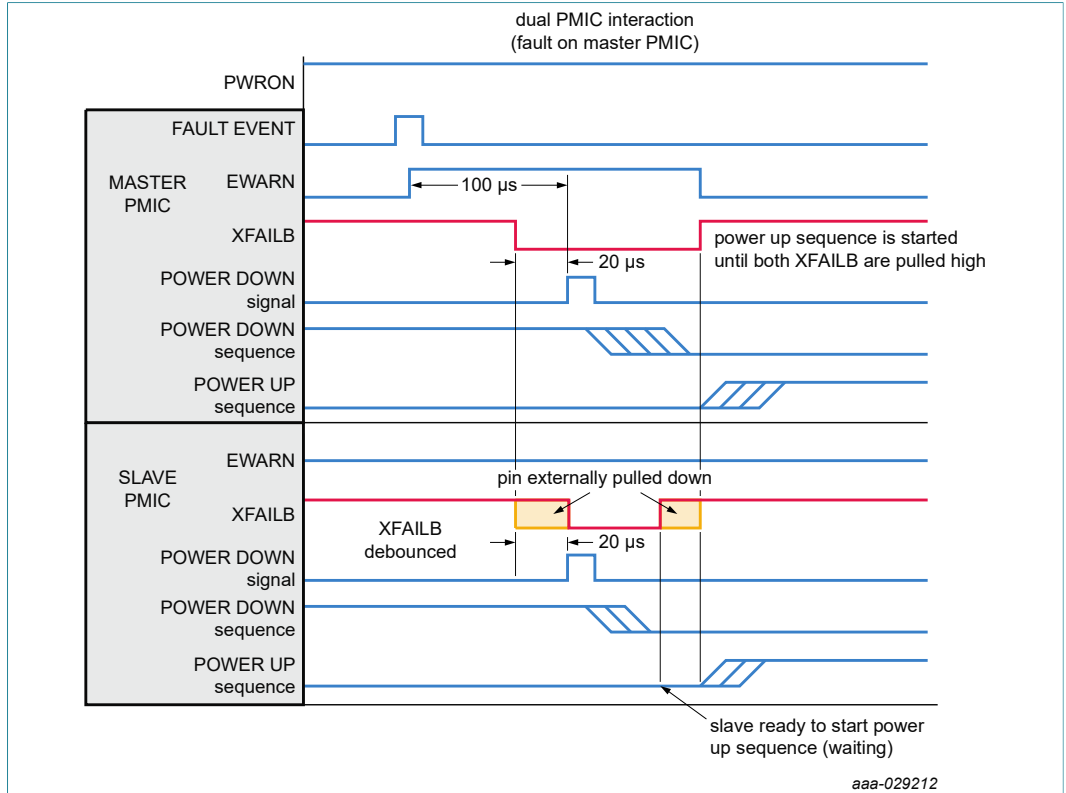 dual PMIC interaction
(fault on master PMIC)
PWRON
FAULT EVENT
MASTER
PMIC
EWARN
100 µs
XFAILB
power up sequence is started
until both XFAILB are pulled high
20 µs
POWER DOWN
signal
POWER DOWN
sequence
POWER UP
sequence
SLAVE
PMIC
EWARN
pin externally pulled down
XFAILB
XFAILB
debounced
20 µs
POWER DOWN
signal
POWER DOWN
sequence
POWER UP
sequence
slave ready to start power
up sequence (waiting)
aaa-029212